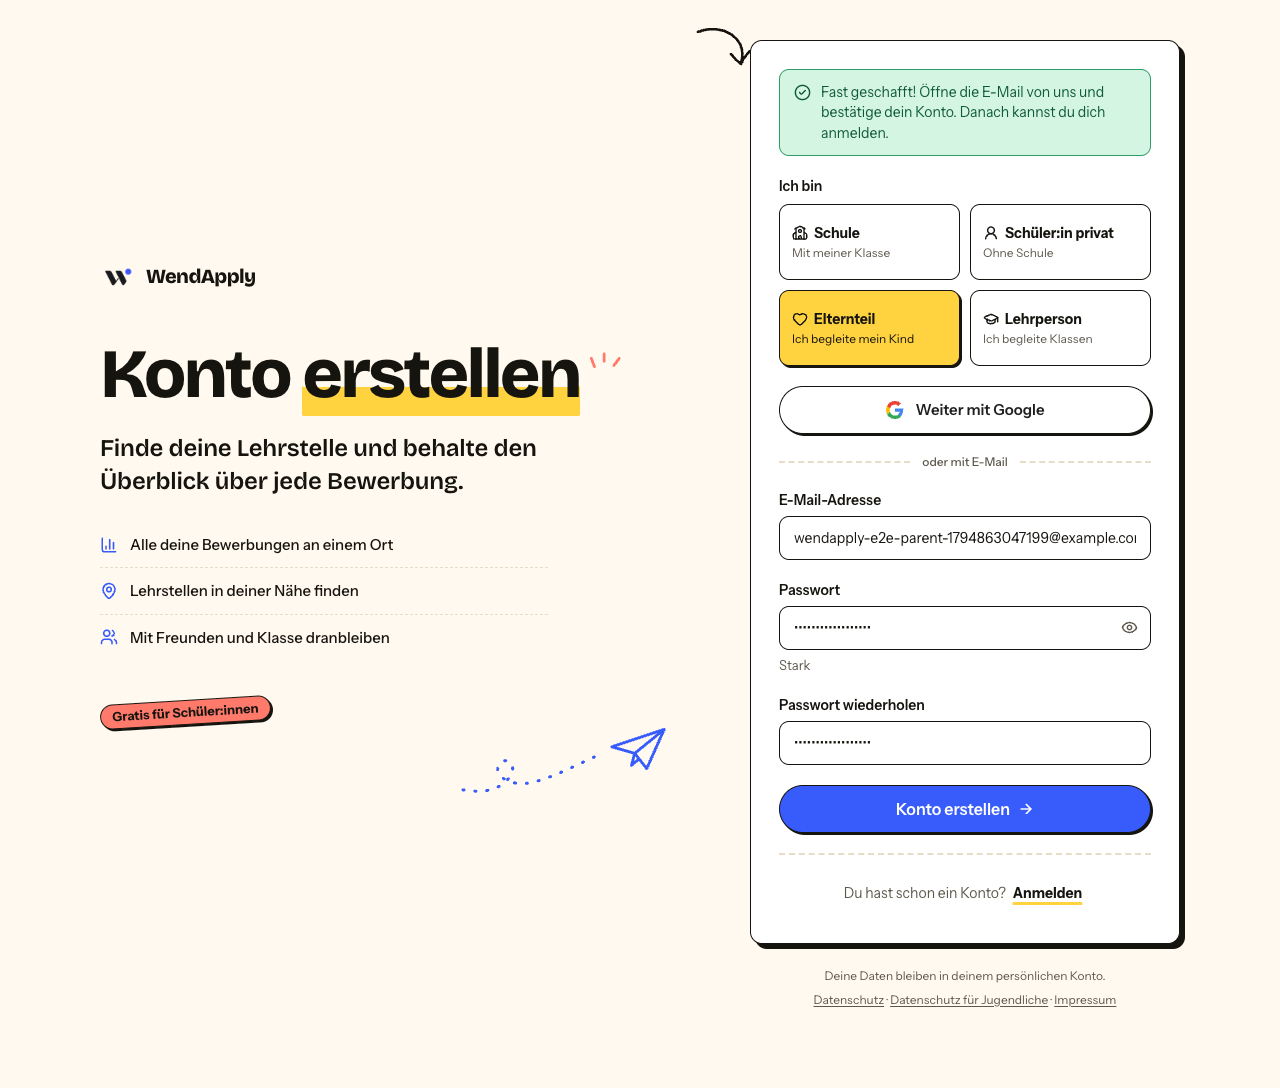 WendApply
Konto erstellen
Finde deine Lehrstelle und behalte den
Überblick über jede Bewerbung.
Alle deine Bewerbungen an einem Ort
Lehrstellen in deiner Nähe finden
Mit Freunden und Klasse dranbleiben
Gratis für Schüler:innen
Fast geschafft! Öffne die E-Mail von uns und
bestätige dein Konto. Danach kannst du dich
anmelden.
Ich bin
Schule
Mit meiner Klasse
Schüler:in privat
Ohne Schule
Elternteil
Ich begleite mein Kind
Lehrperson
Ich begleite Klassen
Weiter mit Google
oder mit E-Mail
E-Mail-Adresse
wendapply-e2e-parent-1794863047199@example.co
Passwort
••••••••••••••••••
Stark
Passwort wiederholen
••••••••••••••••••
Konto erstellen →
Du hast schon ein Konto? Anmelden
Deine Daten bleiben in deinem persönlichen Konto.
Datenschutz · Datenschutz für Jugendliche · Impressum